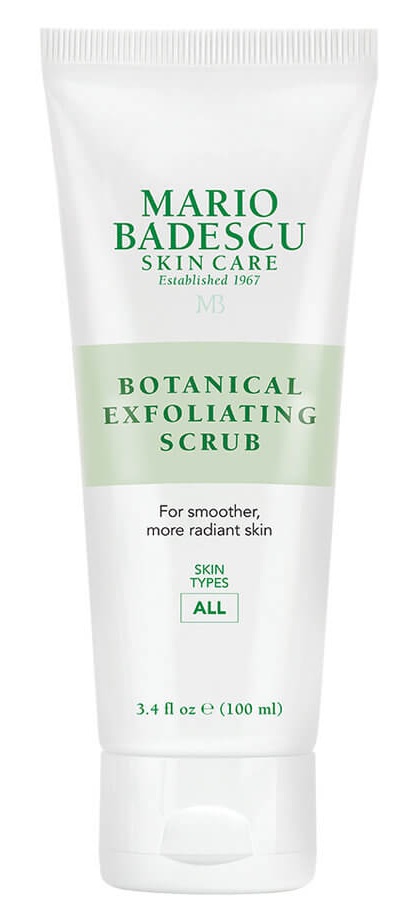 MARIO
BADESCU
SKIN CARE
Established 1967
MB
BOTANICAL
EXFOLIATING
SCRUB
For smoother,
more radiant skin
SKIN
TYPES
ALL
3.4 fl oz ℮ (100 ml)